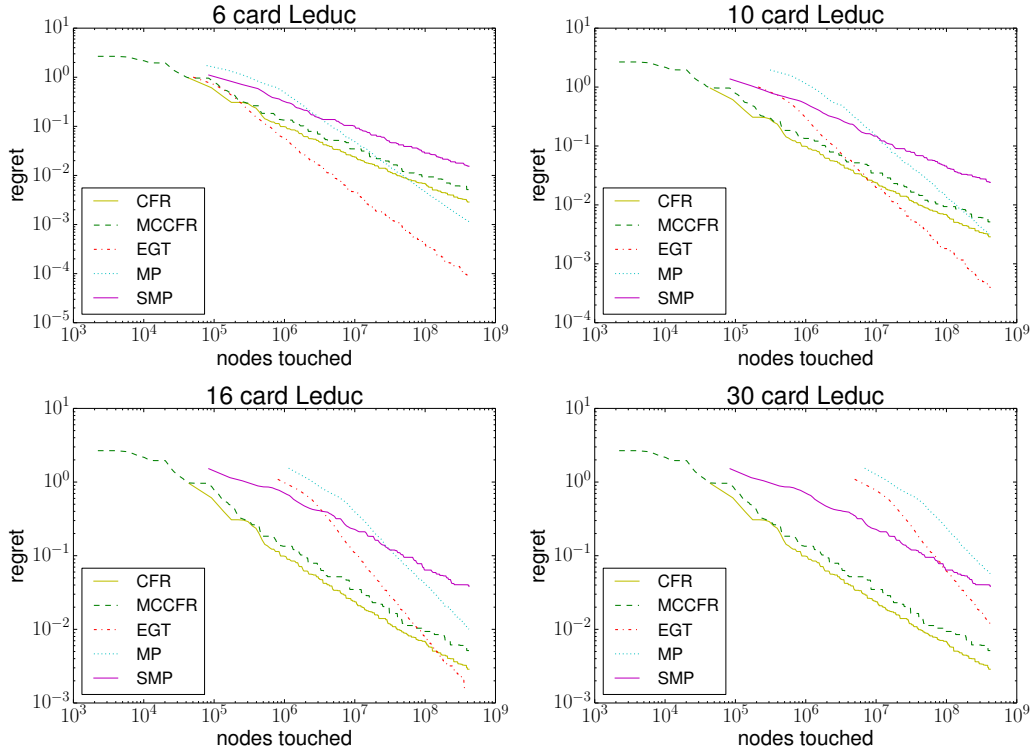 6 card Leduc
10^1
10^0
10^-1
10^-2
10^-3
10^-4
10^-5
regret
CFR
MCCFR
EGT
MP
SMP
10^3 10^4 10^5 10^6 10^7 10^8 10^9
nodes touched
10 card Leduc
10^1
10^0
10^-1
10^-2
10^-3
10^-4
regret
CFR
MCCFR
EGT
MP
SMP
10^3 10^4 10^5 10^6 10^7 10^8 10^9
nodes touched
16 card Leduc
10^1
10^0
10^-1
10^-2
10^-3
regret
CFR
MCCFR
EGT
MP
SMP
10^3 10^4 10^5 10^6 10^7 10^8 10^9
nodes touched
30 card Leduc
10^1
10^0
10^-1
10^-2
10^-3
regret
CFR
MCCFR
EGT
MP
SMP
10^3 10^4 10^5 10^6 10^7 10^8 10^9
nodes touched